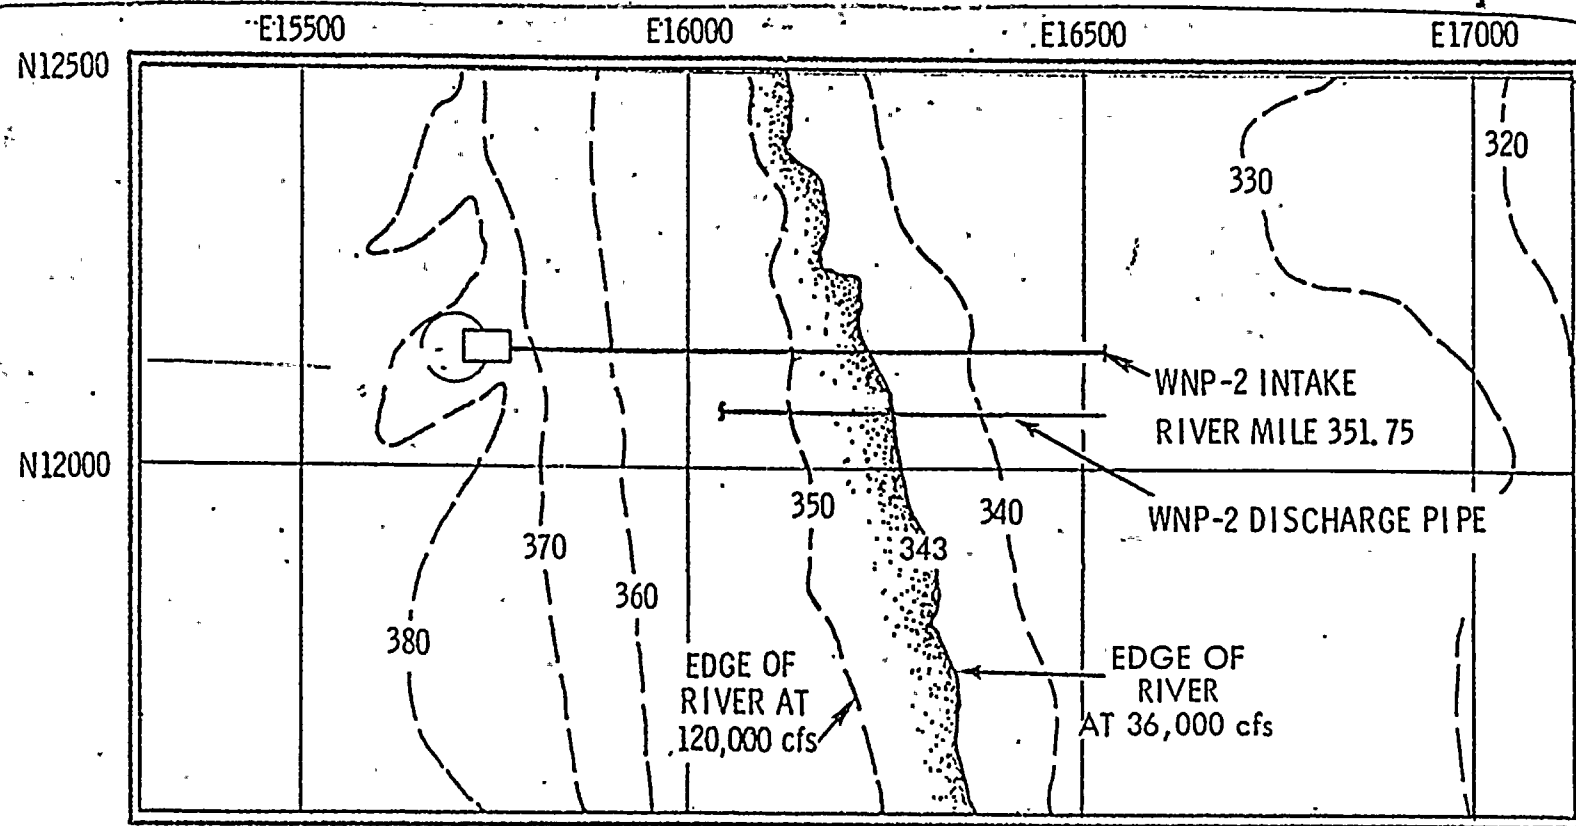 E15500 E16000 E16500 E17000
N12500
320
330
WNP-2 INTAKE
RIVER MILE 351.75
N12000
350 340
WNP-2 DISCHARGE PIPE
370 343
360
380
EDGE OF
RIVER AT
120,000 cfs
EDGE OF
RIVER
AT 36,000 cfs